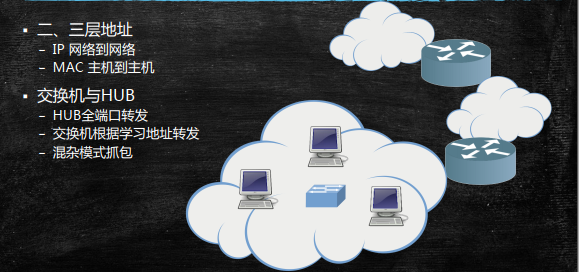 二、三层地址
IP 网络到网络
MAC 主机到主机
交换机与HUB
HUB全端口转发
交换机根据学习地址转发
混杂模式抓包